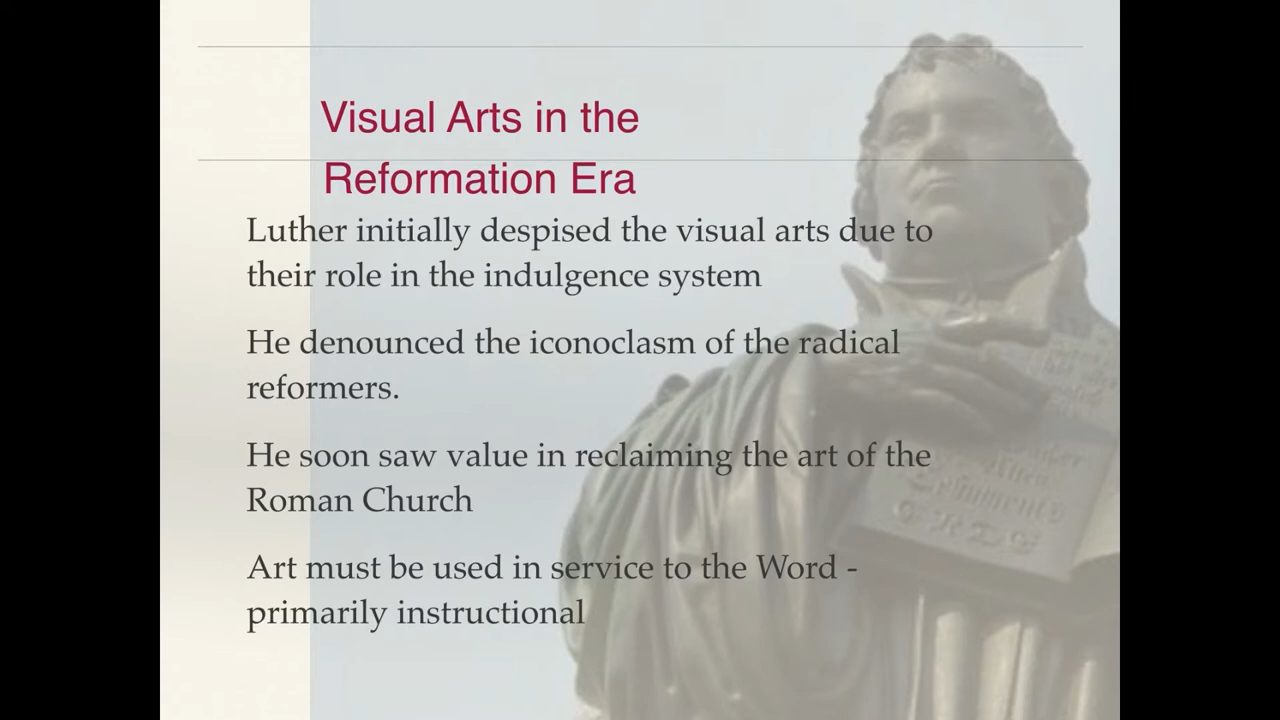 Visual Arts in the
Reformation Era
Luther initially despised the visual arts due to
their role in the indulgence system
He denounced the iconoclasm of the radical
reformers.
He soon saw value in reclaiming the art of the
Roman Church
Art must be used in service to the Word -
primarily instructional